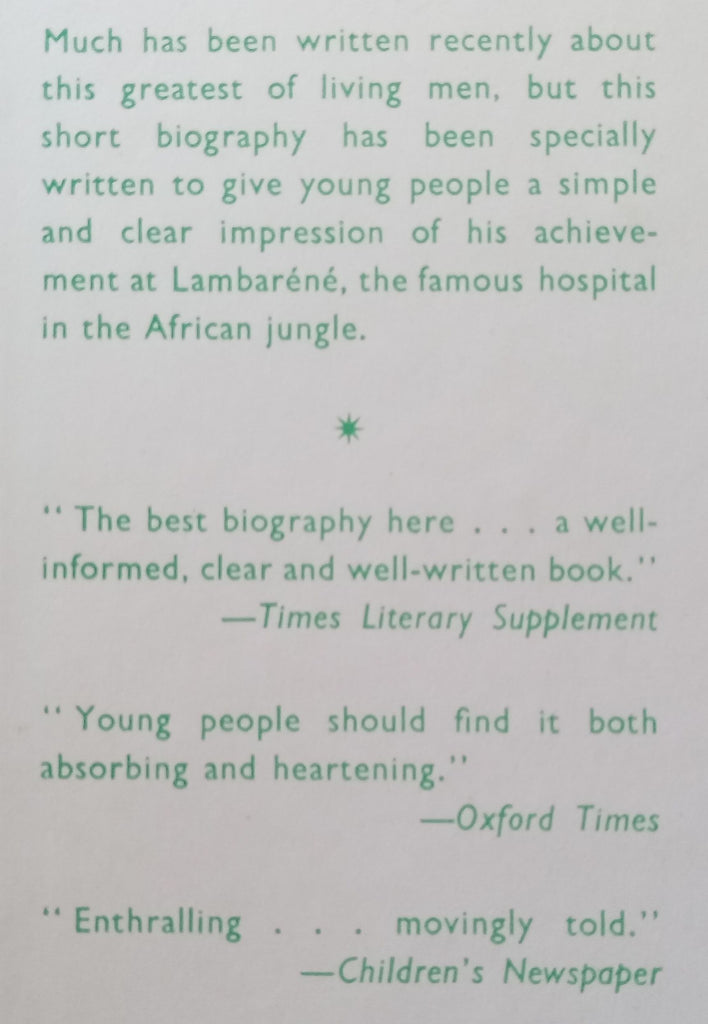 Much has been written recently about
this greatest of living men, but this
short biography has been specially
written to give young people a simple
and clear impression of his achieve-
ment at Lambaréné, the famous hospital
in the African jungle.
“ The best biography here . . . a well-
informed, clear and well-written book.”
—Times Literary Supplement
“ Young people should find it both
absorbing and heartening.”
—Oxford Times
“ Enthralling . . . movingly told.”
—Children's Newspaper